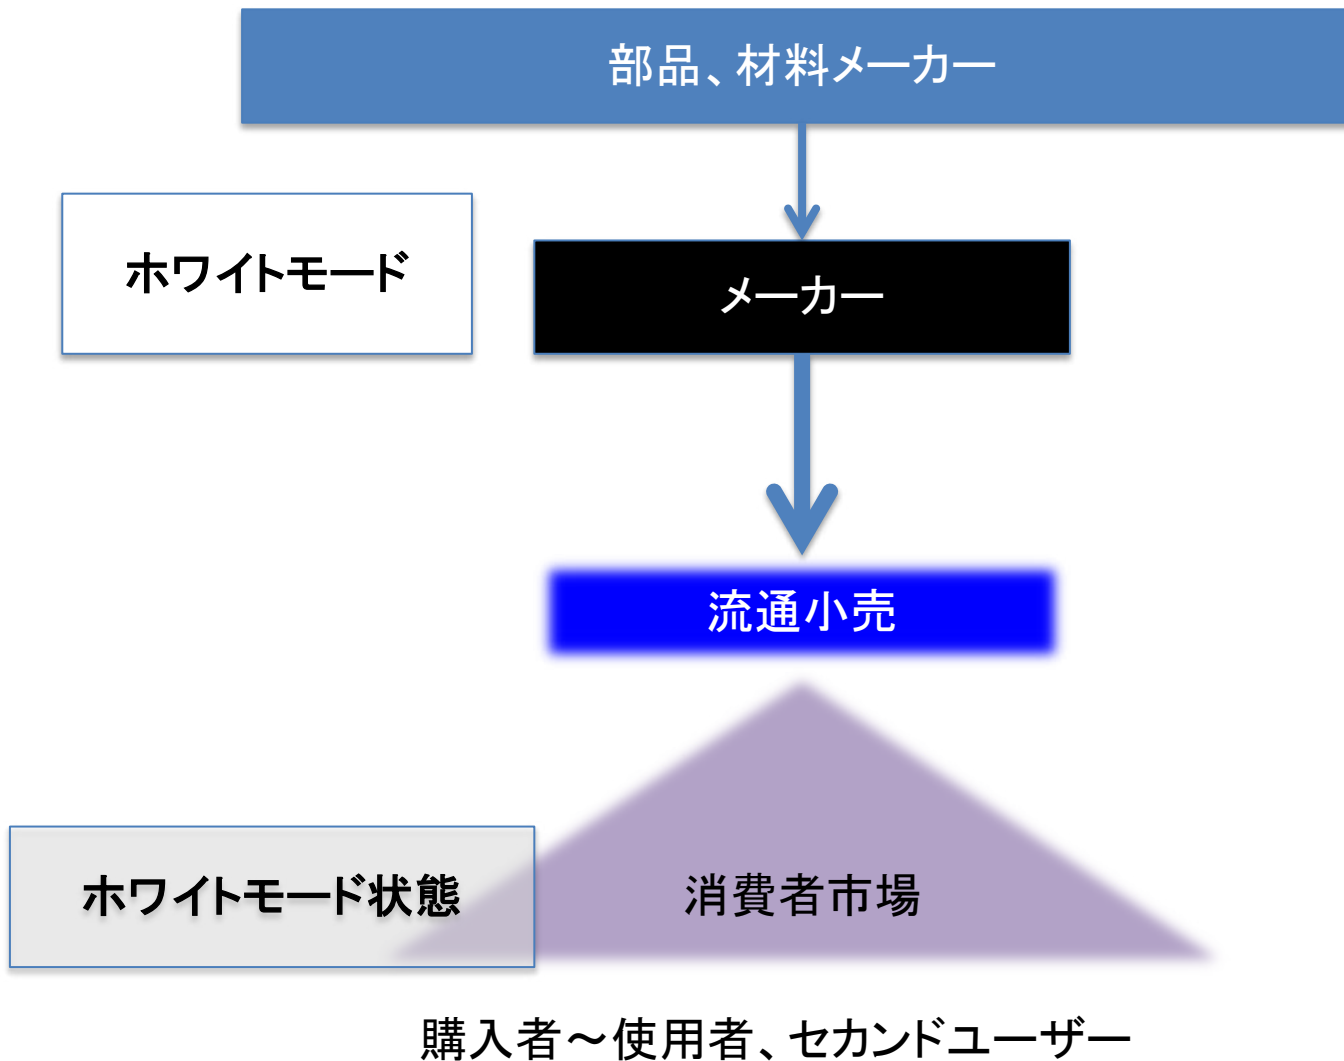 部品、材料メーカー
ホワイトモード
メーカー
流通小売
ホワイトモード状態
消費者市場
購入者～使用者、セカンドユーザー